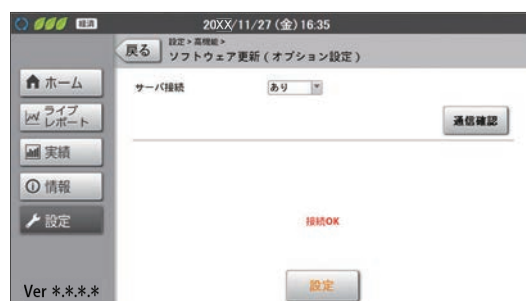 経済
20XX/11/27 (金) 16:35
戻る
設定>高機能>
ソフトウェア更新 ( オプション設定 )
ホーム
ライブ
レポート
実績
情報
設定
サーバ接続
あり
通信確認
接続OK
設定
Ver *.*.*.*